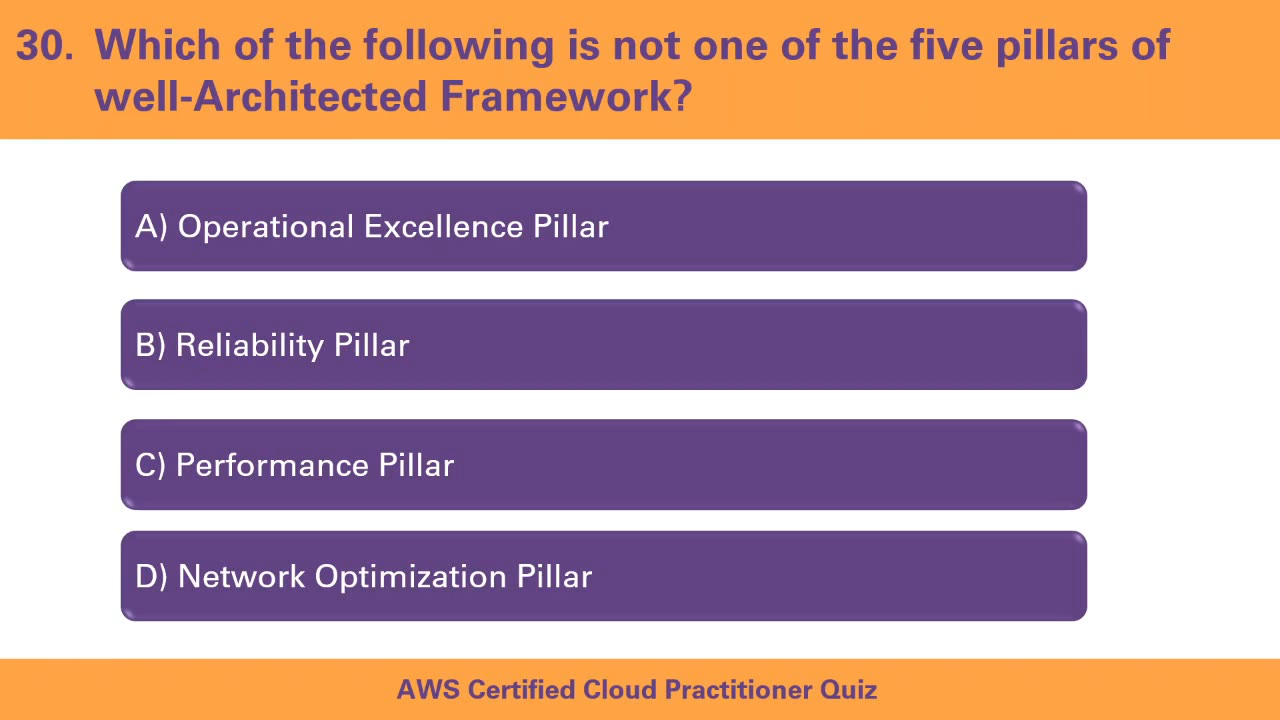 30. Which of the following is not one of the five pillars of
well-Architected Framework?
A) Operational Excellence Pillar
B) Reliability Pillar
C) Performance Pillar
D) Network Optimization Pillar
AWS Certified Cloud Practitioner Quiz